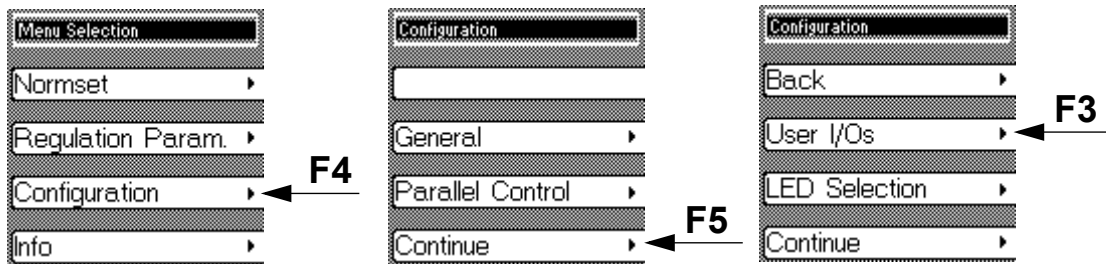 Menu Selection
Normset
Regulation Param.
Configuration
Info
F4
Configuration
General
Parallel Control
Continue
F5
Configuration
Back
User I/Os
LED Selection
Continue
F3